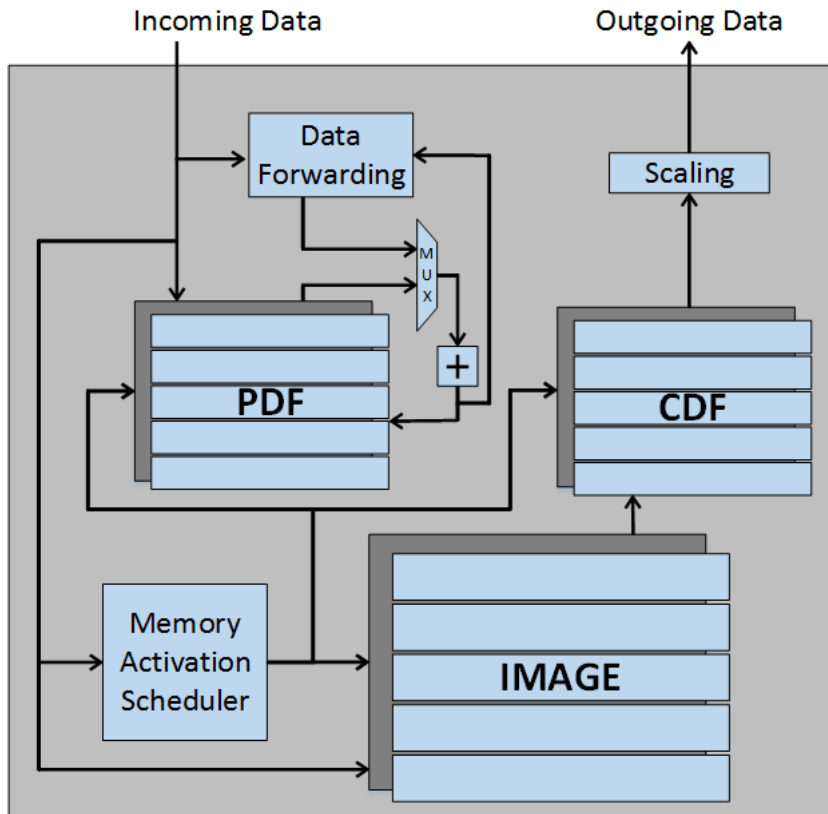 Incoming Data
Outgoing Data
Data
Forwarding
Scaling
M
U
X
+
PDF
CDF
Memory
Activation
Scheduler
IMAGE